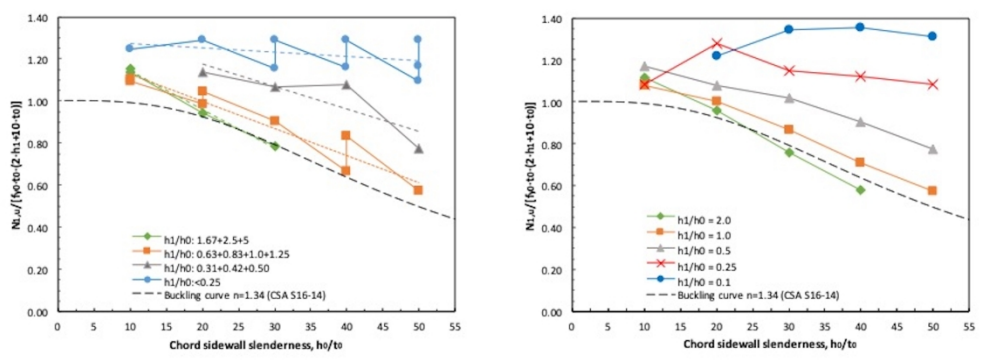 1.40
1.20
1.00
0.80
0.60
0.40
0.20
0.00
N1,u/[fy0·t0·(2·h1+10·t0)]
0 5 10 15 20 25 30 35 40 45 50 55
Chord sidewall slenderness, h0/t0
h1/h0: 1.67+2.5+5
h1/h0: 0.63+0.83+1.0+1.25
h1/h0: 0.31+0.42+0.50
h1/h0:<0.25
Buckling curve n=1.34 (CSA S16-14)
1.40
1.20
1.00
0.80
0.60
0.40
0.20
0.00
N1,u/[fy0·t0·(2·h1+10·t0)]
0 5 10 15 20 25 30 35 40 45 50 55
Chord sidewall slenderness, h0/t0
h1/h0 = 2.0
h1/h0 = 1.0
h1/h0 = 0.5
h1/h0 = 0.25
h1/h0 = 0.1
Buckling curve n=1.34 (CSA S16-14)